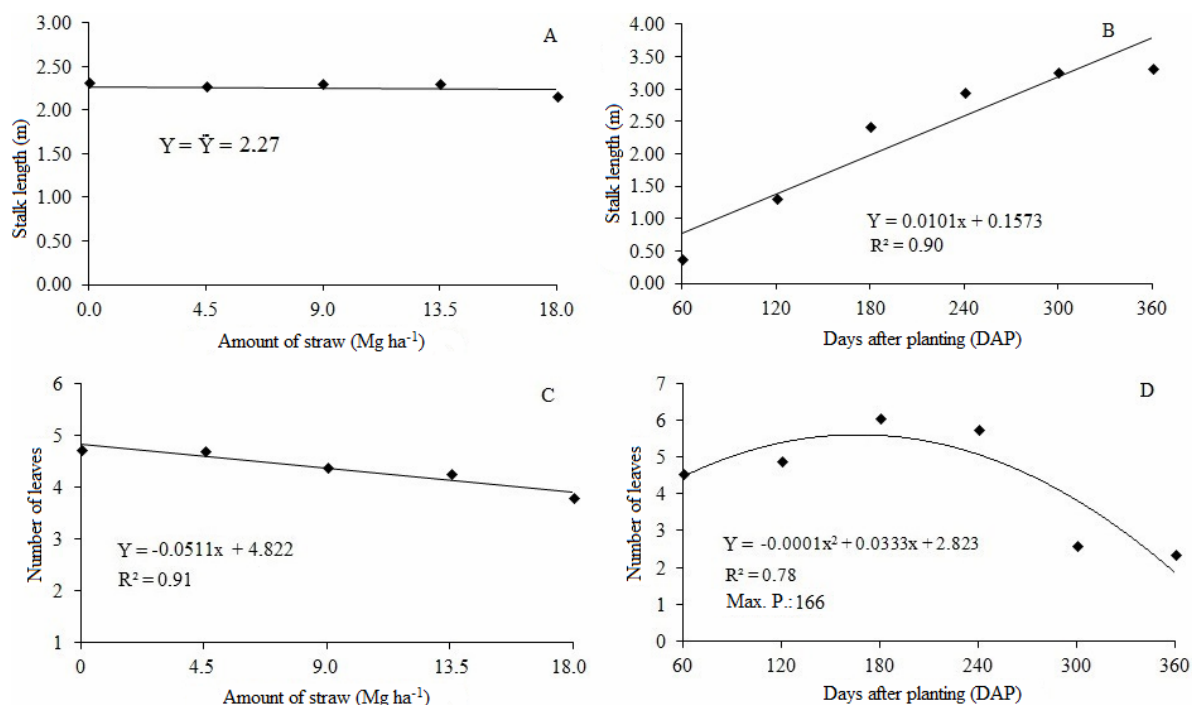 A
Stalk length (m)
3.00
2.50
2.00
1.50
1.00
0.50
0.00
Y = Ȳ = 2.27
0.0 4.5 9.0 13.5 18.0
Amount of straw (Mg ha⁻¹)
B
Stalk length (m)
4.00
3.50
3.00
2.50
2.00
1.50
1.00
0.50
0.00
Y = 0.0101x + 0.1573
R² = 0.90
60 120 180 240 300 360
Days after planting (DAP)
C
Number of leaves
6
5
4
3
2
1
Y = -0.0511x + 4.822
R² = 0.91
0 4.5 9.0 13.5 18.0
Amount of straw (Mg ha⁻¹)
D
Number of leaves
7
6
5
4
3
2
1
0
Y = -0.0001x² + 0.0333x + 2.823
R² = 0.78
Max. P.: 166
60 120 180 240 300 360
Days after planting (DAP)